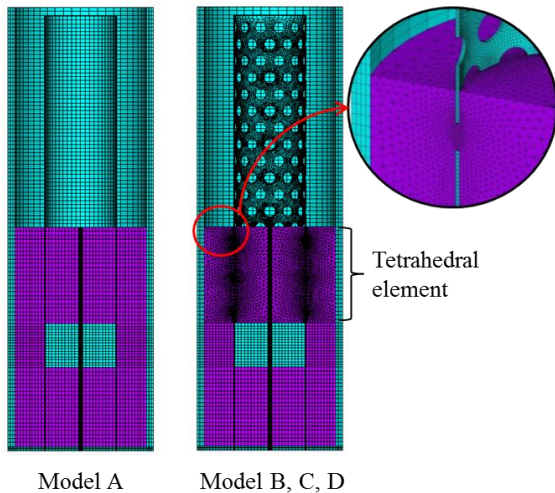 Tetrahedral
element
Model A
Model B, C, D